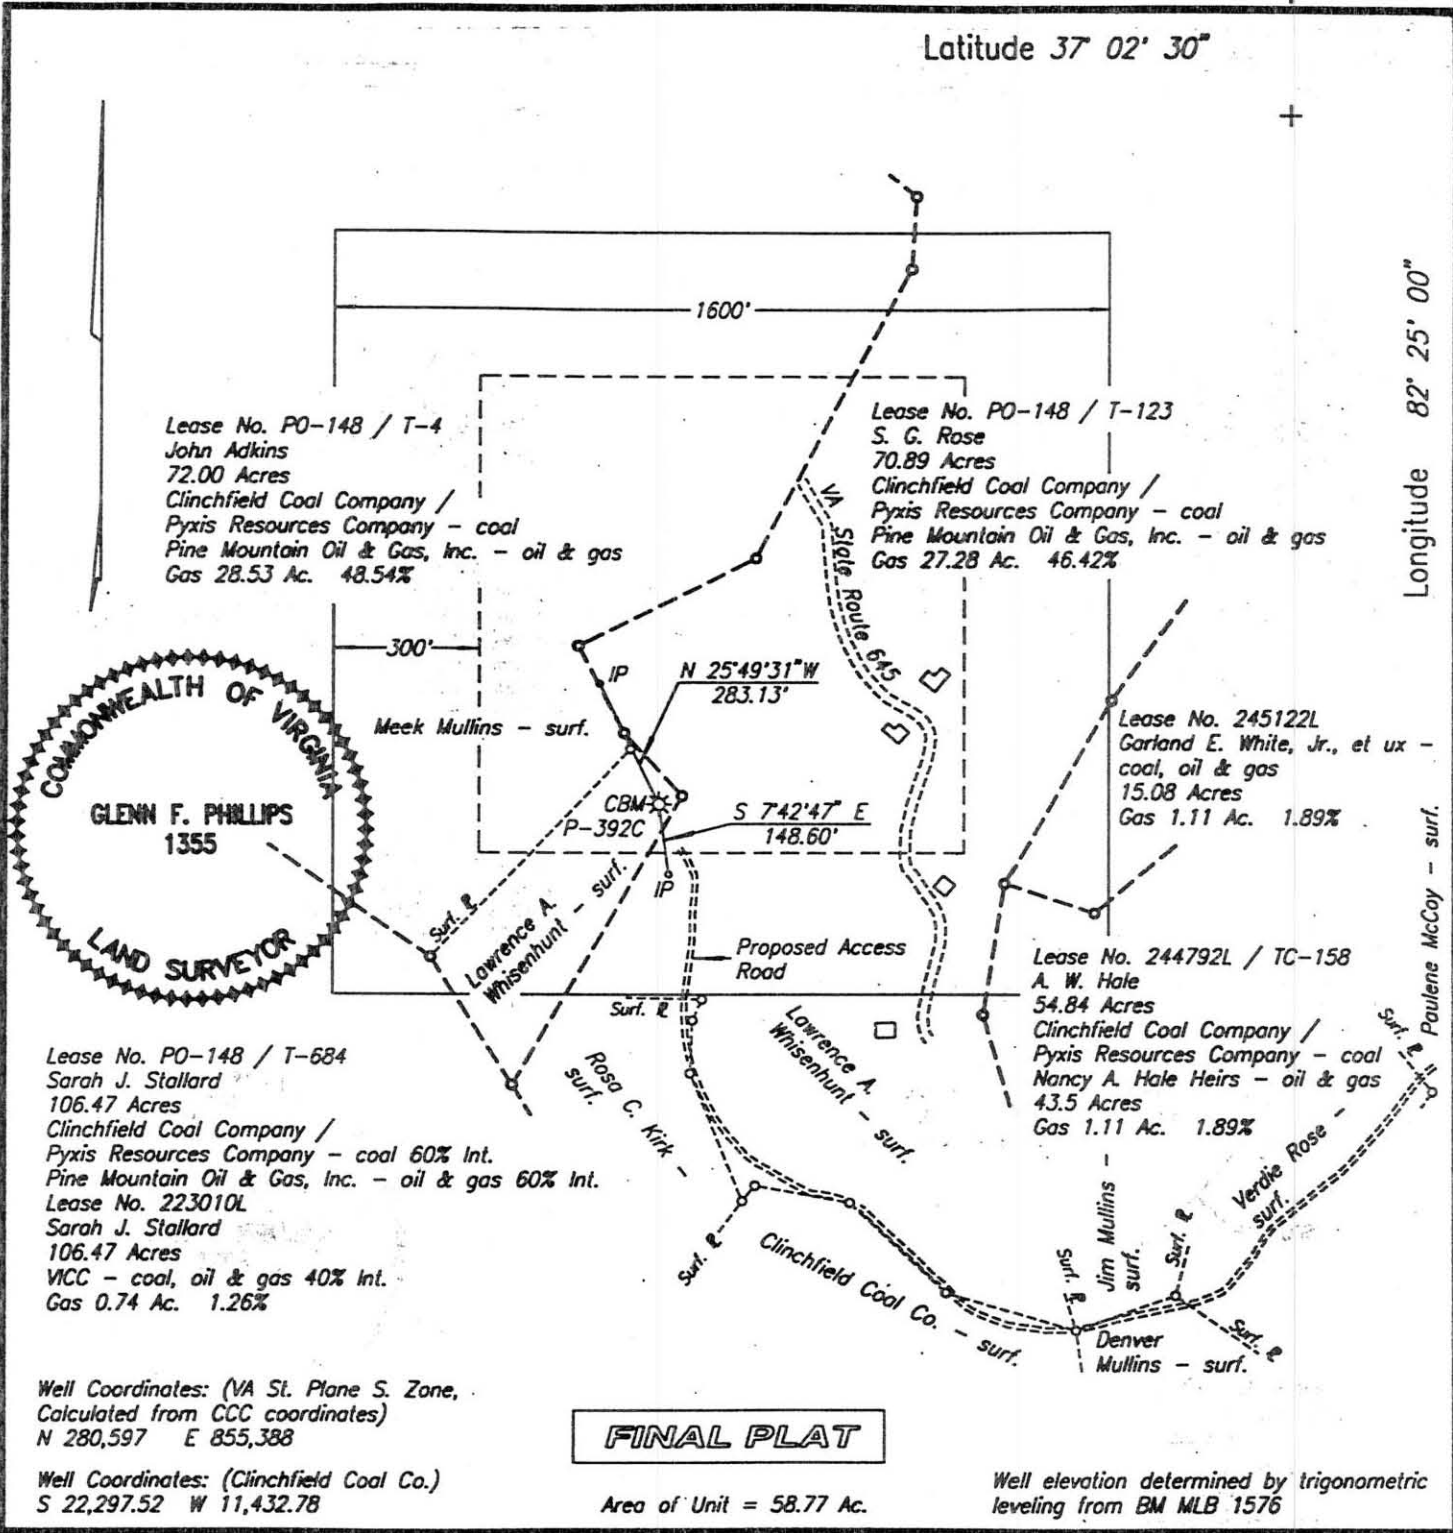 Latitude 37° 02' 30"
Longitude 82° 25' 00"
1600'
Lease No. PO-148 / T-4
John Adkins
72.00 Acres
Clinchfield Coal Company /
Pyxis Resources Company - coal
Pine Mountain Oil & Gas, Inc. - oil & gas
Gas 28.53 Ac. 48.54%
Lease No. PO-148 / T-123
S. G. Rose
70.89 Acres
Clinchfield Coal Company /
Pyxis Resources Company - coal
Pine Mountain Oil & Gas, Inc. - oil & gas
Gas 27.28 Ac. 46.42%
VA State Route 645
300'
IP
N 25°49'31" W
283.13'
Meek Mullins - surf.
CBM
P-392C
S 7°42'47" E
148.60'
IP
COMMONWEALTH OF VIRGINIA
GLENN F. PHILLIPS
1355
LAND SURVEYOR
Lease No. 245122L
Garland E. White, Jr., et ux -
coal, oil & gas
15.08 Acres
Gas 1.11 Ac. 1.89%
Paulene McCoy - surf.
Surf. ⅊
Lawrence A.
Whisenhunt - surf.
Proposed Access
Road
Lease No. 244792L / TC-158
A. W. Hale
54.84 Acres
Clinchfield Coal Company /
Pyxis Resources Company - coal
Nancy A. Hale Heirs - oil & gas
43.5 Acres
Gas 1.11 Ac. 1.89%
Surf. ⅊
Surf. ⅊
Lawrence A.
Whisenhunt - surf.
Rosa C. Kirk -
surf.
Lease No. PO-148 / T-684
Sarah J. Stallard
106.47 Acres
Clinchfield Coal Company /
Pyxis Resources Company - coal 60% Int.
Pine Mountain Oil & Gas, Inc. - oil & gas 60% Int.
Lease No. 223010L
Sarah J. Stallard
106.47 Acres
VICC - coal, oil & gas 40% Int.
Gas 0.74 Ac. 1.26%
Surf. ⅊
Clinchfield Coal Co. - surf.
Surf. ⅊
Jim Mullins -
surf.
Surf. ⅊
Verdie Rose -
surf.
Surf. ⅊
Denver
Mullins - surf.
Well Coordinates: (VA St. Plane S. Zone,
Calculated from CCC coordinates)
N 280,597 E 855,388
Well Coordinates: (Clinchfield Coal Co.)
S 22,297.52 W 11,432.78
FINAL PLAT
Area of Unit = 58.77 Ac.
Well elevation determined by trigonometric
leveling from BM MLB 1576